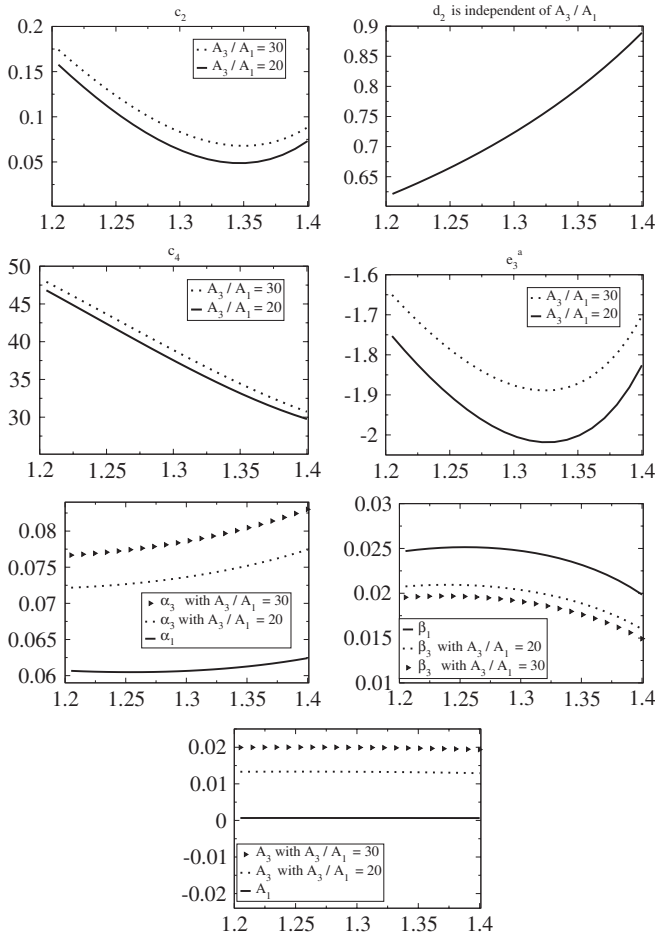 c₂
0.2
0.15
0.1
0.05
A₃ / A₁ = 30
A₃ / A₁ = 20
1.2 1.25 1.3 1.35 1.4
d₂ is independent of A₃ / A₁
0.9
0.85
0.8
0.75
0.7
0.65
1.2 1.25 1.3 1.35 1.4
c₄
50
45
40
35
30
A₃ / A₁ = 30
A₃ / A₁ = 20
1.2 1.25 1.3 1.35 1.4
e₃ᵃ
-1.6
-1.7
-1.8
-1.9
-2
A₃ / A₁ = 30
A₃ / A₁ = 20
1.2 1.25 1.3 1.35 1.4
0.08
0.075
0.07
0.065
0.06
α₃ with A₃ / A₁ = 30
α₃ with A₃ / A₁ = 20
α₁
1.2 1.25 1.3 1.35 1.4
0.03
0.025
0.02
0.015
0.01
β₁
β₃ with A₃ / A₁ = 20
β₃ with A₃ / A₁ = 30
1.2 1.25 1.3 1.35 1.4
0.02
0.01
0
-0.01
-0.02
A₃ with A₃ / A₁ = 30
A₃ with A₃ / A₁ = 20
A₁
1.2 1.25 1.3 1.35 1.4